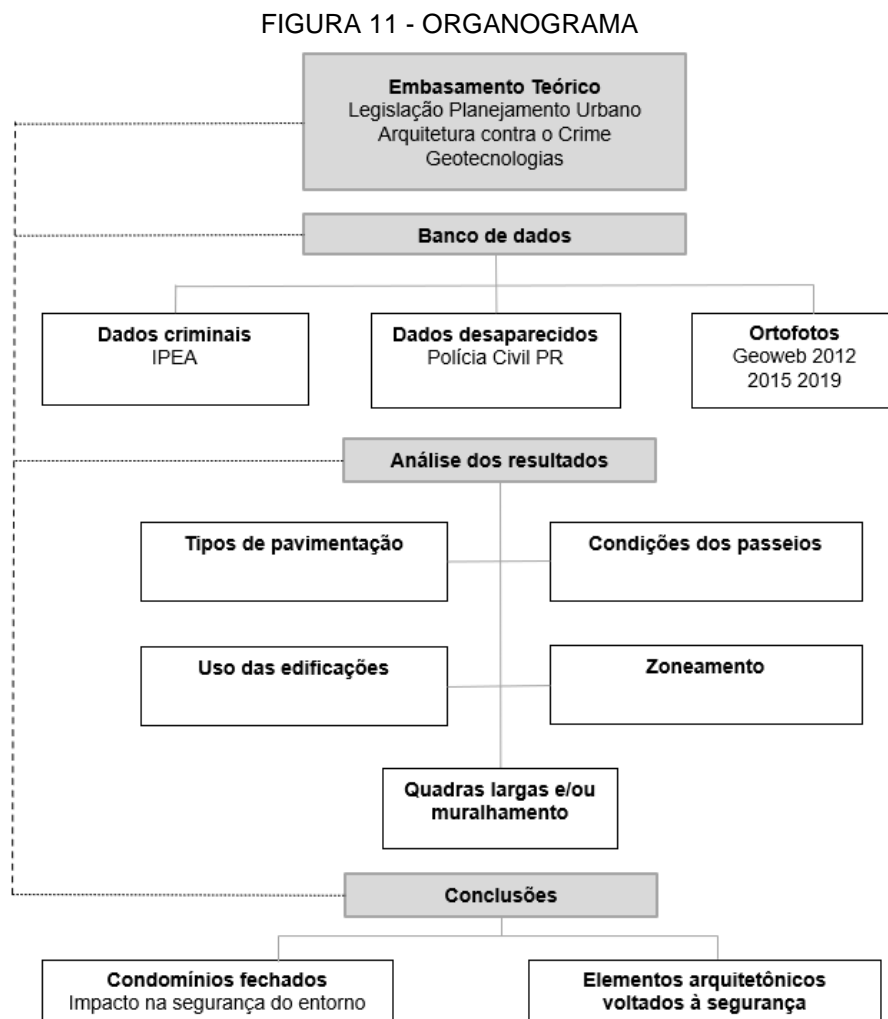 FIGURA 11 - ORGANOGRAMA
Embasamento Teórico
Legislação Planejamento Urbano
Arquitetura contra o Crime
Geotecnologias
Banco de dados
Dados criminais
IPEA
Dados desaparecidos
Polícia Civil PR
Ortofotos
Geoweb 2012
2015 2019
Análise dos resultados
Tipos de pavimentação
Condições dos passeios
Uso das edificações
Zoneamento
Quadras largas e/ou
muralhamento
Conclusões
Condomínios fechados
Impacto na segurança do entorno
Elementos arquitetônicos
voltados à segurança